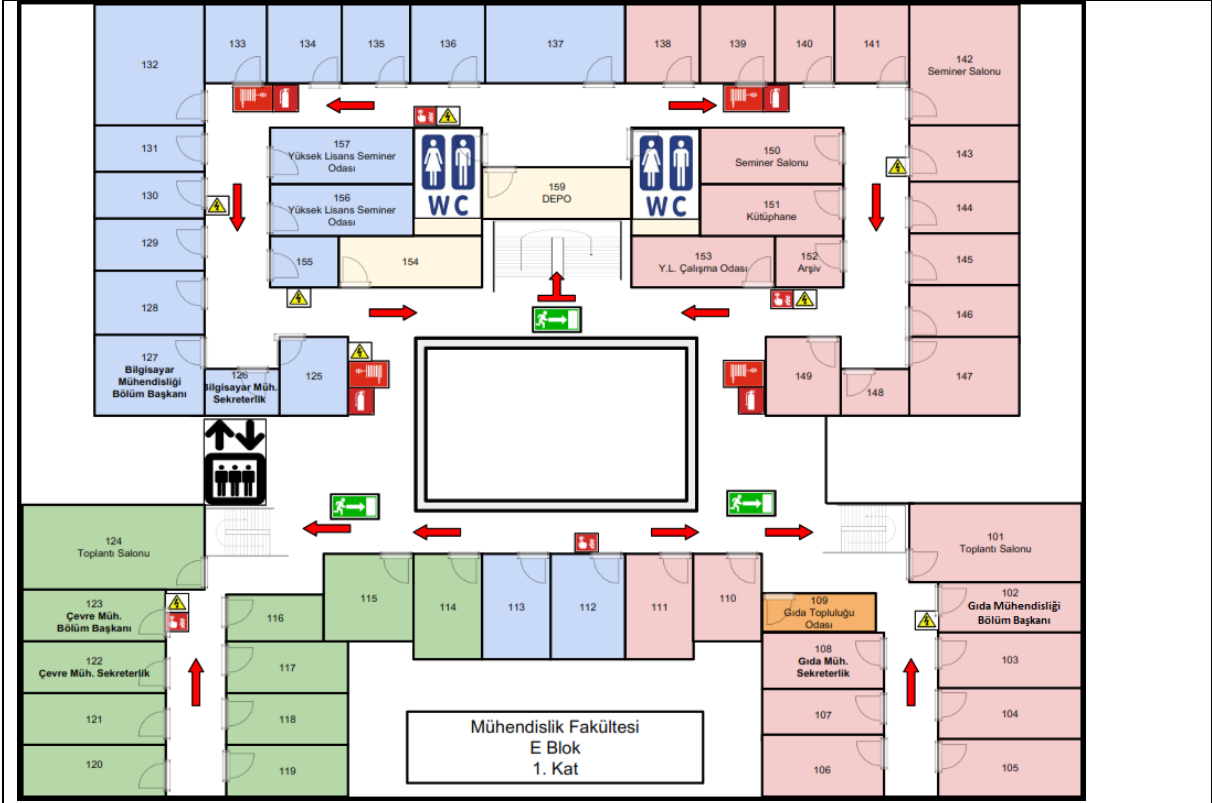 132
133
134
135
136
137
138
139
140
141
142
Seminer Salonu
131
157
Yüksek Lisans Seminer
Odası
WC
159
DEPO
WC
150
Seminer Salonu
143
130
156
Yüksek Lisans Seminer
Odası
151
Kütüphane
144
129
155
154
153
Y.L. Çalışma Odası
152
Arşiv
145
128
146
127
Bilgisayar
Mühendisliği
Bölüm Başkanı
126
Bilgisayar Müh.
Sekreterlik
125
149
148
147
124
Toplantı Salonu
101
Toplantı Salonu
123
Çevre Müh.
Bölüm Başkanı
116
115
114
113
112
111
110
109
Gıda Topluluğu
Odası
102
Gıda Mühendisliği
Bölüm Başkanı
122
Çevre Müh. Sekreterlik
117
108
Gıda Müh.
Sekreterlik
103
121
118
107
104
120
119
106
105
Mühendislik Fakültesi
E Blok
1. Kat